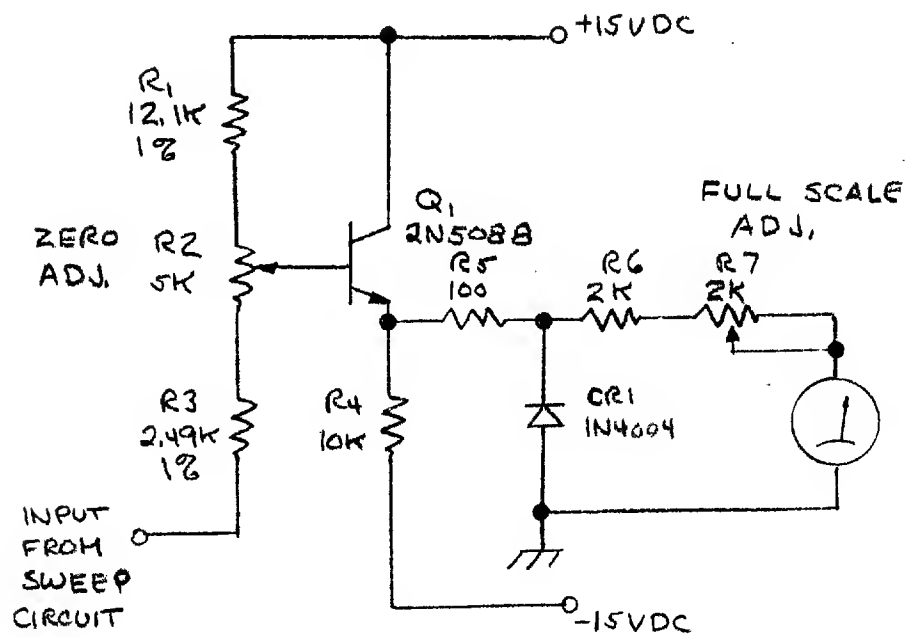 +15VDC
R1
12.1K
1%
ZERO
ADJ.
R2
5K
Q1
2N5088
R5
100
R6
2K
FULL SCALE
ADJ.
R7
2K
R3
2.49K
1%
R4
10K
CR1
1N4004
INPUT
FROM
SWEEP
CIRCUIT
-15VDC